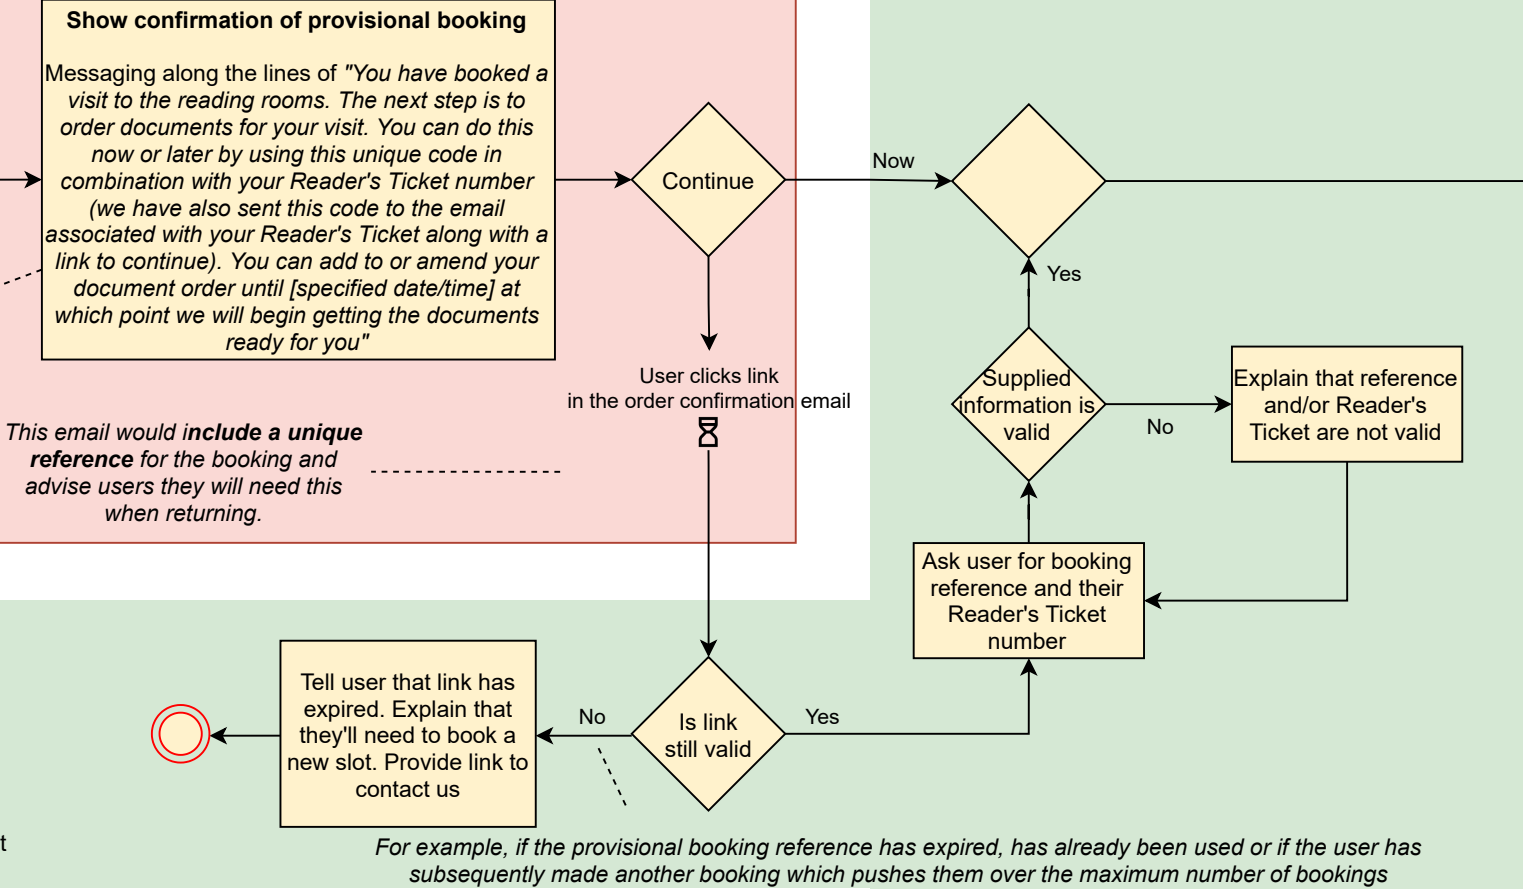 Show confirmation of provisional booking
Messaging along the lines of "You have booked a
visit to the reading rooms. The next step is to
order documents for your visit. You can do this
now or later by using this unique code in
combination with your Reader's Ticket number
(we have also sent this code to the email
associated with your Reader's Ticket along with a
link to continue). You can add to or amend your
document order until [specified date/time] at
which point we will begin getting the documents
ready for you"
Continue
Now
Yes
User clicks link
in the order confirmation email
Supplied
information is
valid
No
Explain that reference
and/or Reader's
Ticket are not valid
This email would include a unique
reference for the booking and
advise users they will need this
when returning.
Ask user for booking
reference and their
Reader's Ticket
number
Tell user that link has
expired. Explain that
they'll need to book a
new slot. Provide link to
contact us
No
Is link
still valid
Yes
t
For example, if the provisional booking reference has expired, has already been used or if the user has
subsequently made another booking which pushes them over the maximum number of bookings